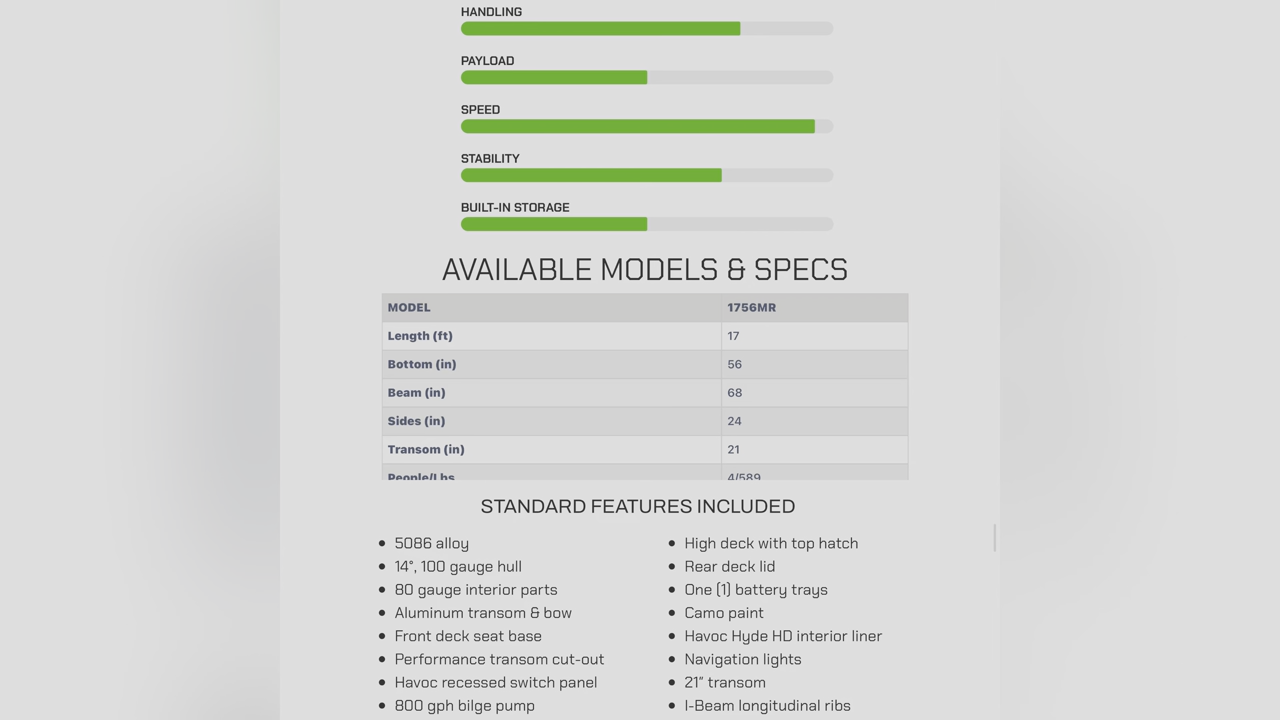 HANDLING
PAYLOAD
SPEED
STABILITY
BUILT-IN STORAGE
AVAILABLE MODELS & SPECS
MODEL 1756MR
Length (ft) 17
Bottom (in) 56
Beam (in) 68
Sides (in) 24
Transom (in) 21
People/Lbs 4/589
STANDARD FEATURES INCLUDED
5086 alloy
14°, 100 gauge hull
80 gauge interior parts
Aluminum transom & bow
Front deck seat base
Performance transom cut-out
Havoc recessed switch panel
800 gph bilge pump
High deck with top hatch
Rear deck lid
One (1) battery trays
Camo paint
Havoc Hyde HD interior liner
Navigation lights
21" transom
I-Beam longitudinal ribs